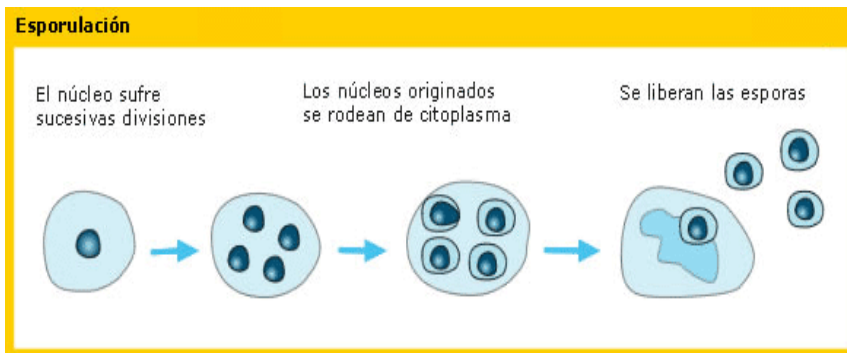 Esporulación
El núcleo sufre
sucesivas divisiones
Los núcleos originados
se rodean de citoplasma
Se liberan las esporas